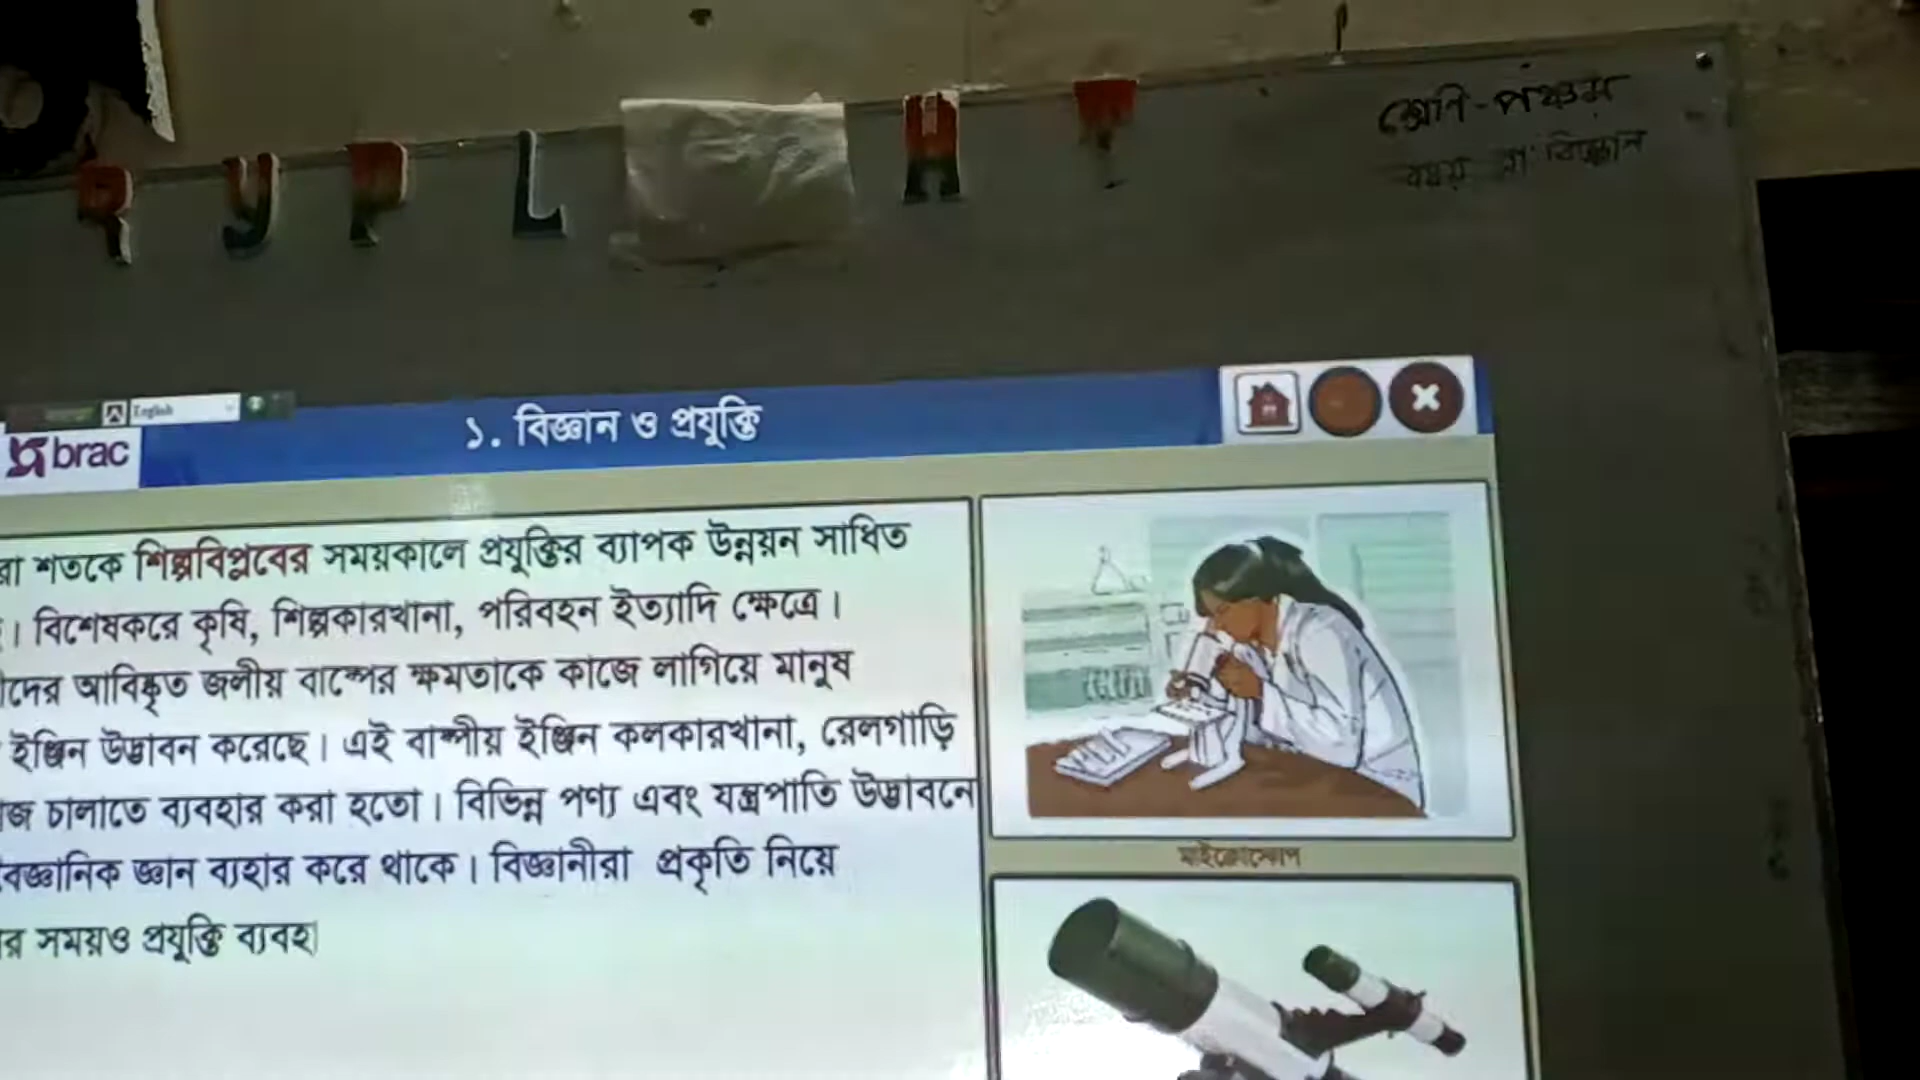 R Y F L H T
শ্রেণি - পঞ্চম
বিজ্ঞান
English
brac
১. বিজ্ঞান ও প্রযুক্তি
শতকে শিল্পবিপ্লবের সময়কালে প্রযুক্তির ব্যাপক উন্নয়ন সাধিত
। বিশেষকরে কৃষি, শিল্পকারখানা, পরিবহন ইত্যাদি ক্ষেত্রে।
দের আবিষ্কৃত জলীয় বাষ্পের ক্ষমতাকে কাজে লাগিয়ে মানুষ
ইঞ্জিন উদ্ভাবন করেছে। এই বাষ্পীয় ইঞ্জিন কলকারখানা, রেলগাড়ি
চালাতে ব্যবহার করা হতো। বিভিন্ন পণ্য এবং যন্ত্রপাতি উদ্ভাবনে
বৈজ্ঞানিক জ্ঞান ব্যহার করে থাকে। বিজ্ঞানীরা প্রকৃতি নিয়ে
র সময়ও প্রযুক্তি ব্যবহ
মাইক্রোস্কোপ